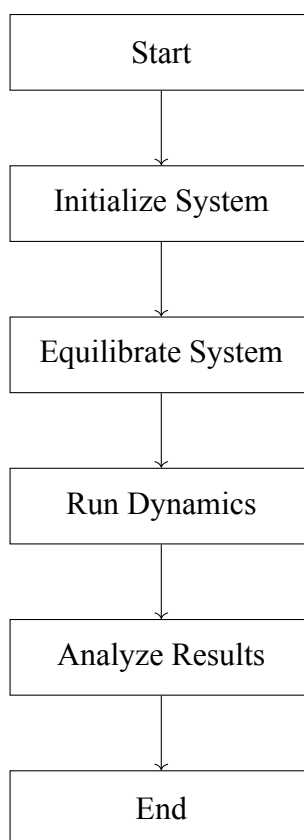 Start
Initialize System
Equilibrate System
Run Dynamics
Analyze Results
End